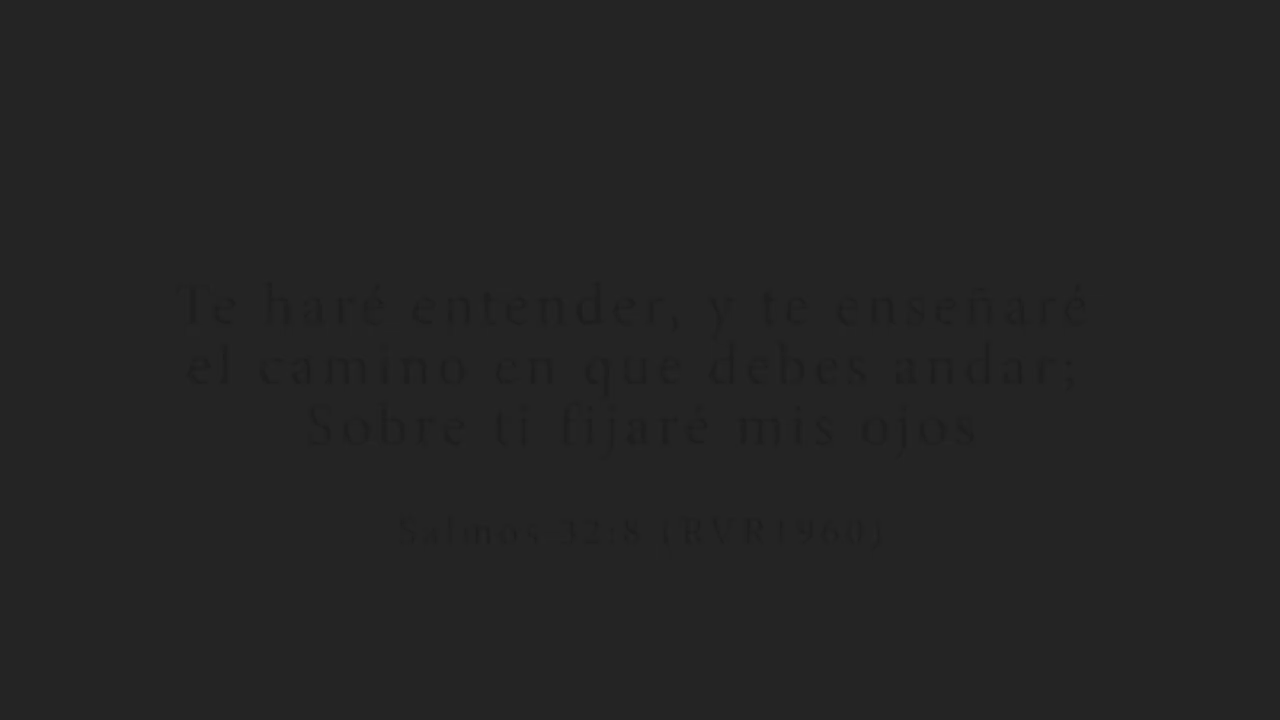 Te haré entender, y te enseñaré
el camino en que debes andar;
Sobre ti fijaré mis ojos
Salmos 32:8 (RVR1960)